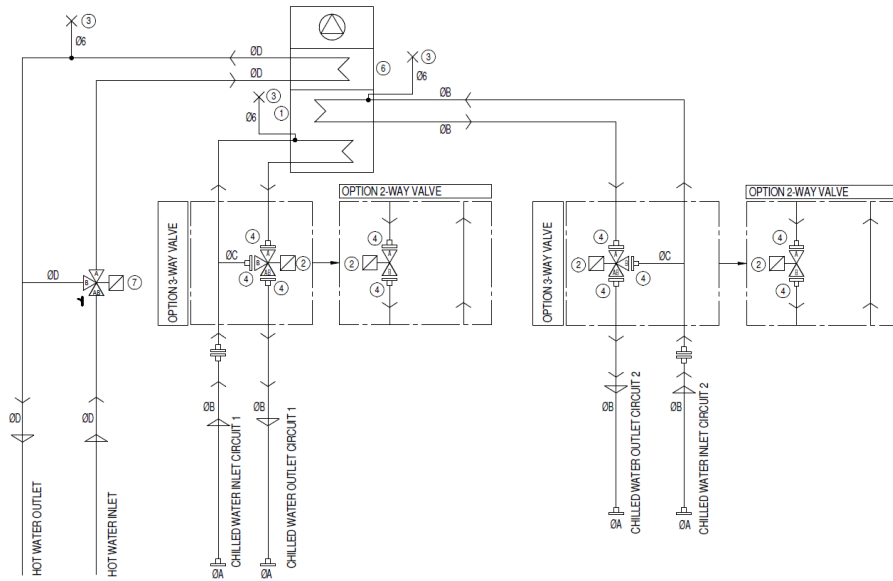 3
Ø6
ØD
ØD
6
3
Ø6
3
Ø6
1
ØB
ØB
OPTION 2-WAY VALVE
OPTION 2-WAY VALVE
OPTION 3-WAY VALVE
4
A
ØC
B
2
AB
4
4
4
A
2
B
4
OPTION 3-WAY VALVE
4
A
2
B
ØC
AB
4
4
4
A
2
B
4
ØD
A
B
7
AB
ØD
ØD
ØB
ØB
ØB
ØB
HOT WATER OUTLET
HOT WATER INLET
CHILLED WATER INLET CIRCUIT 1
CHILLED WATER OUTLET CIRCUIT 1
CHILLED WATER OUTLET CIRCUIT 2
CHILLED WATER INLET CIRCUIT 2
ØA
ØA
ØA
ØA